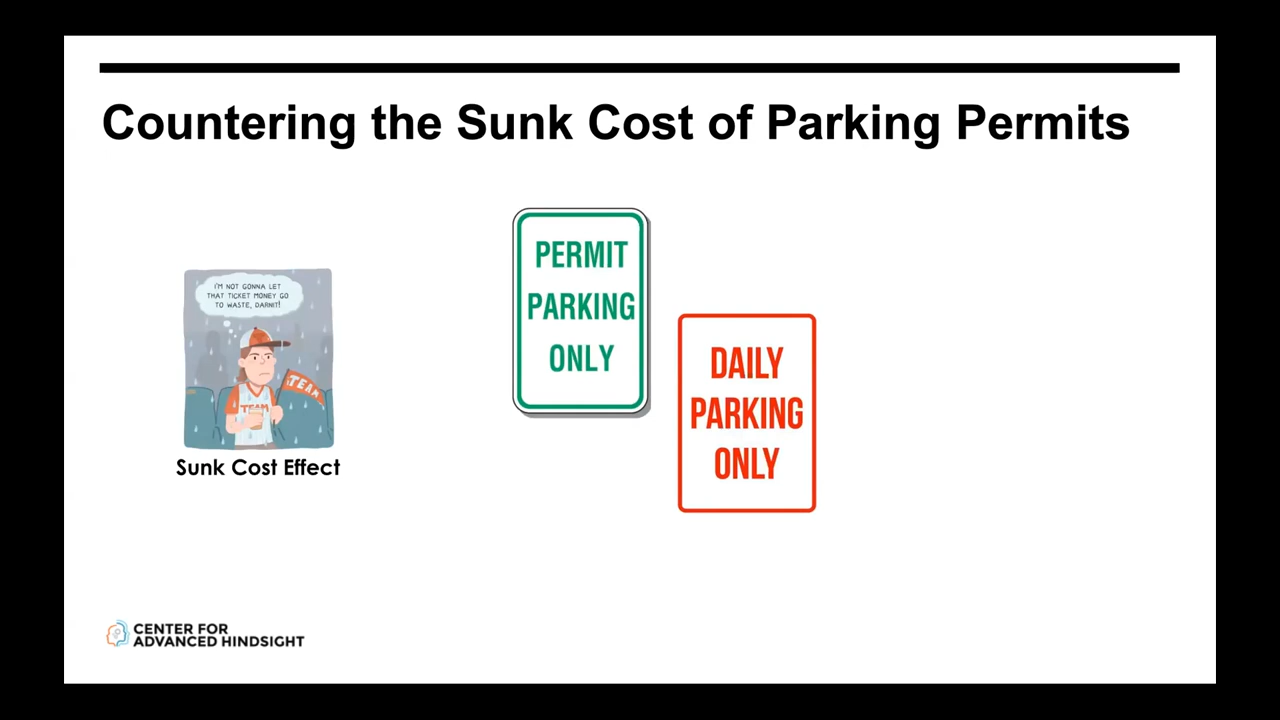 Countering the Sunk Cost of Parking Permits
I'M NOT GONNA LET
THAT TICKET MONEY GO
TO WASTE, DARNIT!
TEAM
TEAM
Sunk Cost Effect
PERMIT
PARKING
ONLY
DAILY
PARKING
ONLY
CENTER FOR
ADVANCED HINDSIGHT